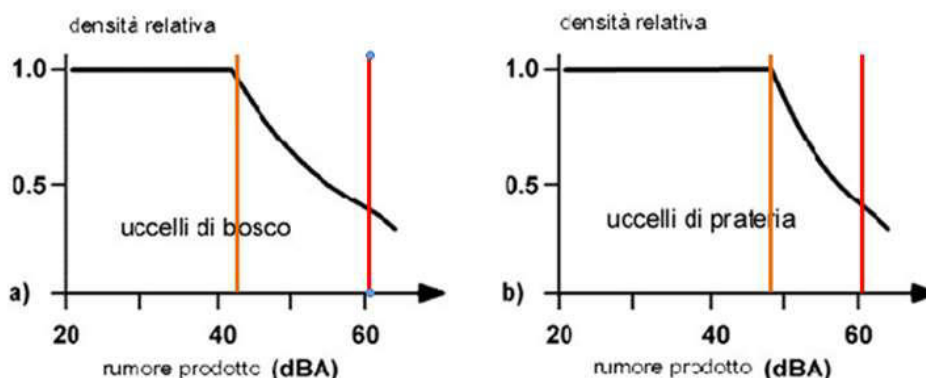 densità relativa
1.0
0.5
uccelli di bosco
a)
20 40 60
rumore prodotto (dBA)
densità relativa
1.0
0.5
uccelli di prateria
b)
20 40 60
rumore prodotto (dBA)